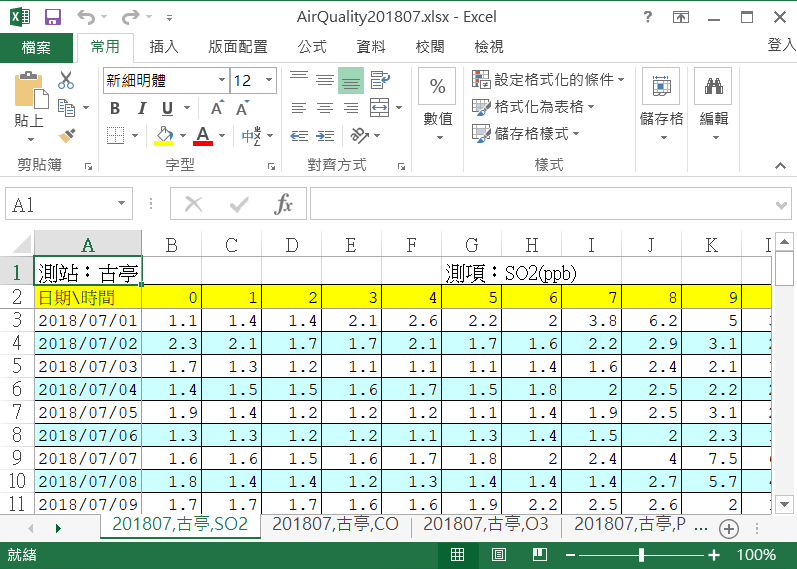 AirQuality201807.xlsx - Excel
檔案 常用 插入 版面配置 公式 資料 校閱 檢視 登入
貼上 新細明體 12 % 數值 設定格式化的條件 格式化為表格 儲存格樣式 儲存格 編輯
B I U A A A 中
剪貼簿 字型 對齊方式 樣式
A1 fx
A B C D E F G H I J K L
1 測站：古亭 測項：SO2(ppb)
2 日期\時間 0 1 2 3 4 5 6 7 8 9
3 2018/07/01 1.1 1.4 1.4 2.1 2.6 2.2 2 3.8 6.2 5
4 2018/07/02 2.3 2.1 1.7 1.7 2.1 1.7 1.6 2.2 2.9 3.1
5 2018/07/03 1.7 1.3 1.2 1.1 1.1 1.1 1.4 1.6 2.4 2.1
6 2018/07/04 1.4 1.5 1.5 1.6 1.7 1.5 1.8 2 2.5 2.2
7 2018/07/05 1.9 1.4 1.2 1.2 1.2 1.1 1.4 1.9 2.5 3.1
8 2018/07/06 1.3 1.3 1.2 1.2 1.1 1.3 1.4 1.5 2 2.3
9 2018/07/07 1.6 1.6 1.5 1.6 1.7 1.8 2 2.4 4 7.5
10 2018/07/08 1.8 1.4 1.4 1.2 1.3 1.4 1.4 1.4 2.7 5.7
11 2018/07/09 1.7 1.7 1.7 1.6 1.6 1.9 2.2 2.5 2.6 2
201807,古亭,SO2 201807,古亭,CO 201807,古亭,O3 201807,古亭,P ...
就緒 100%